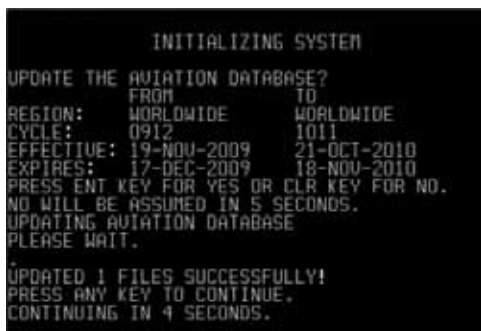 INITIALIZING SYSTEM
UPDATE THE AVIATION DATABASE?
FROM TO
REGION: WORLDWIDE WORLDWIDE
CYCLE: 0912 1011
EFFECTIVE: 19-NOV-2009 21-OCT-2010
EXPIRES: 17-DEC-2009 18-NOV-2010
PRESS ENT KEY FOR YES OR CLR KEY FOR NO.
NO WILL BE ASSUMED IN 5 SECONDS.
UPDATING AVIATION DATABASE
PLEASE WAIT.
.
UPDATED 1 FILES SUCCESSFULLY!
PRESS ANY KEY TO CONTINUE.
CONTINUING IN 4 SECONDS.